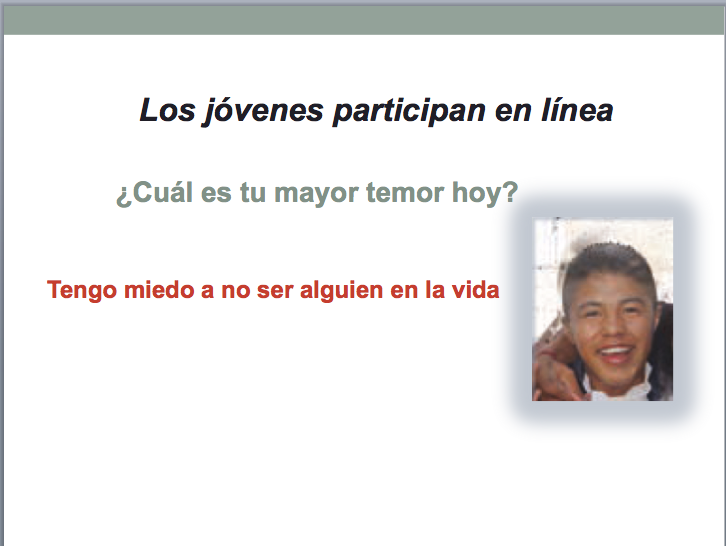 Los jóvenes participan en línea
¿Cuál es tu mayor temor hoy?
Tengo miedo a no ser alguien en la vida